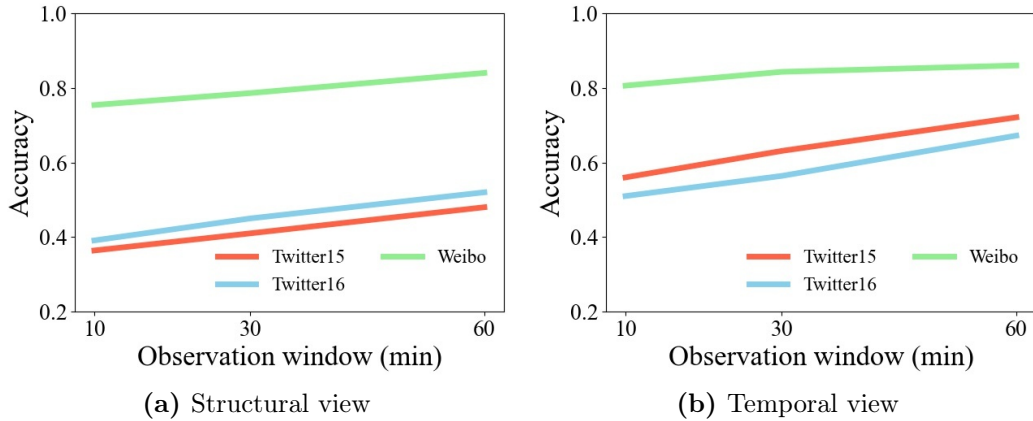 1.0
0.8
0.6
0.4
0.2
Accuracy
Twitter15
Twitter16
Weibo
10
30
60
Observation window (min)
(a) Structural view
1.0
0.8
0.6
0.4
0.2
Accuracy
Twitter15
Twitter16
Weibo
10
30
60
Observation window (min)
(b) Temporal view